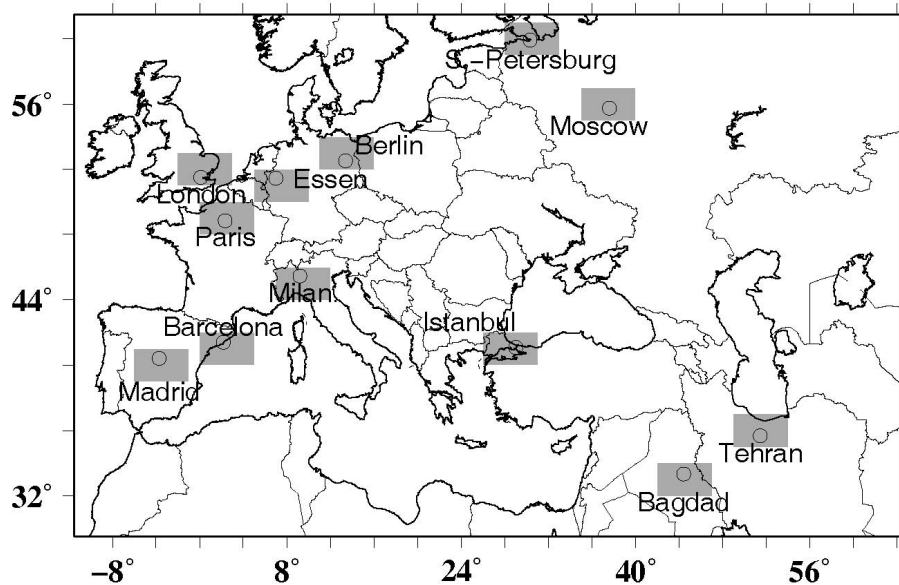 S.-Petersburg
56°
Moscow
Berlin
Essen
London
Paris
Milan
44°
Istanbul
Barcelona
Madrid
Tehran
32°
Bagdad
-8°
8°
24°
40°
56°